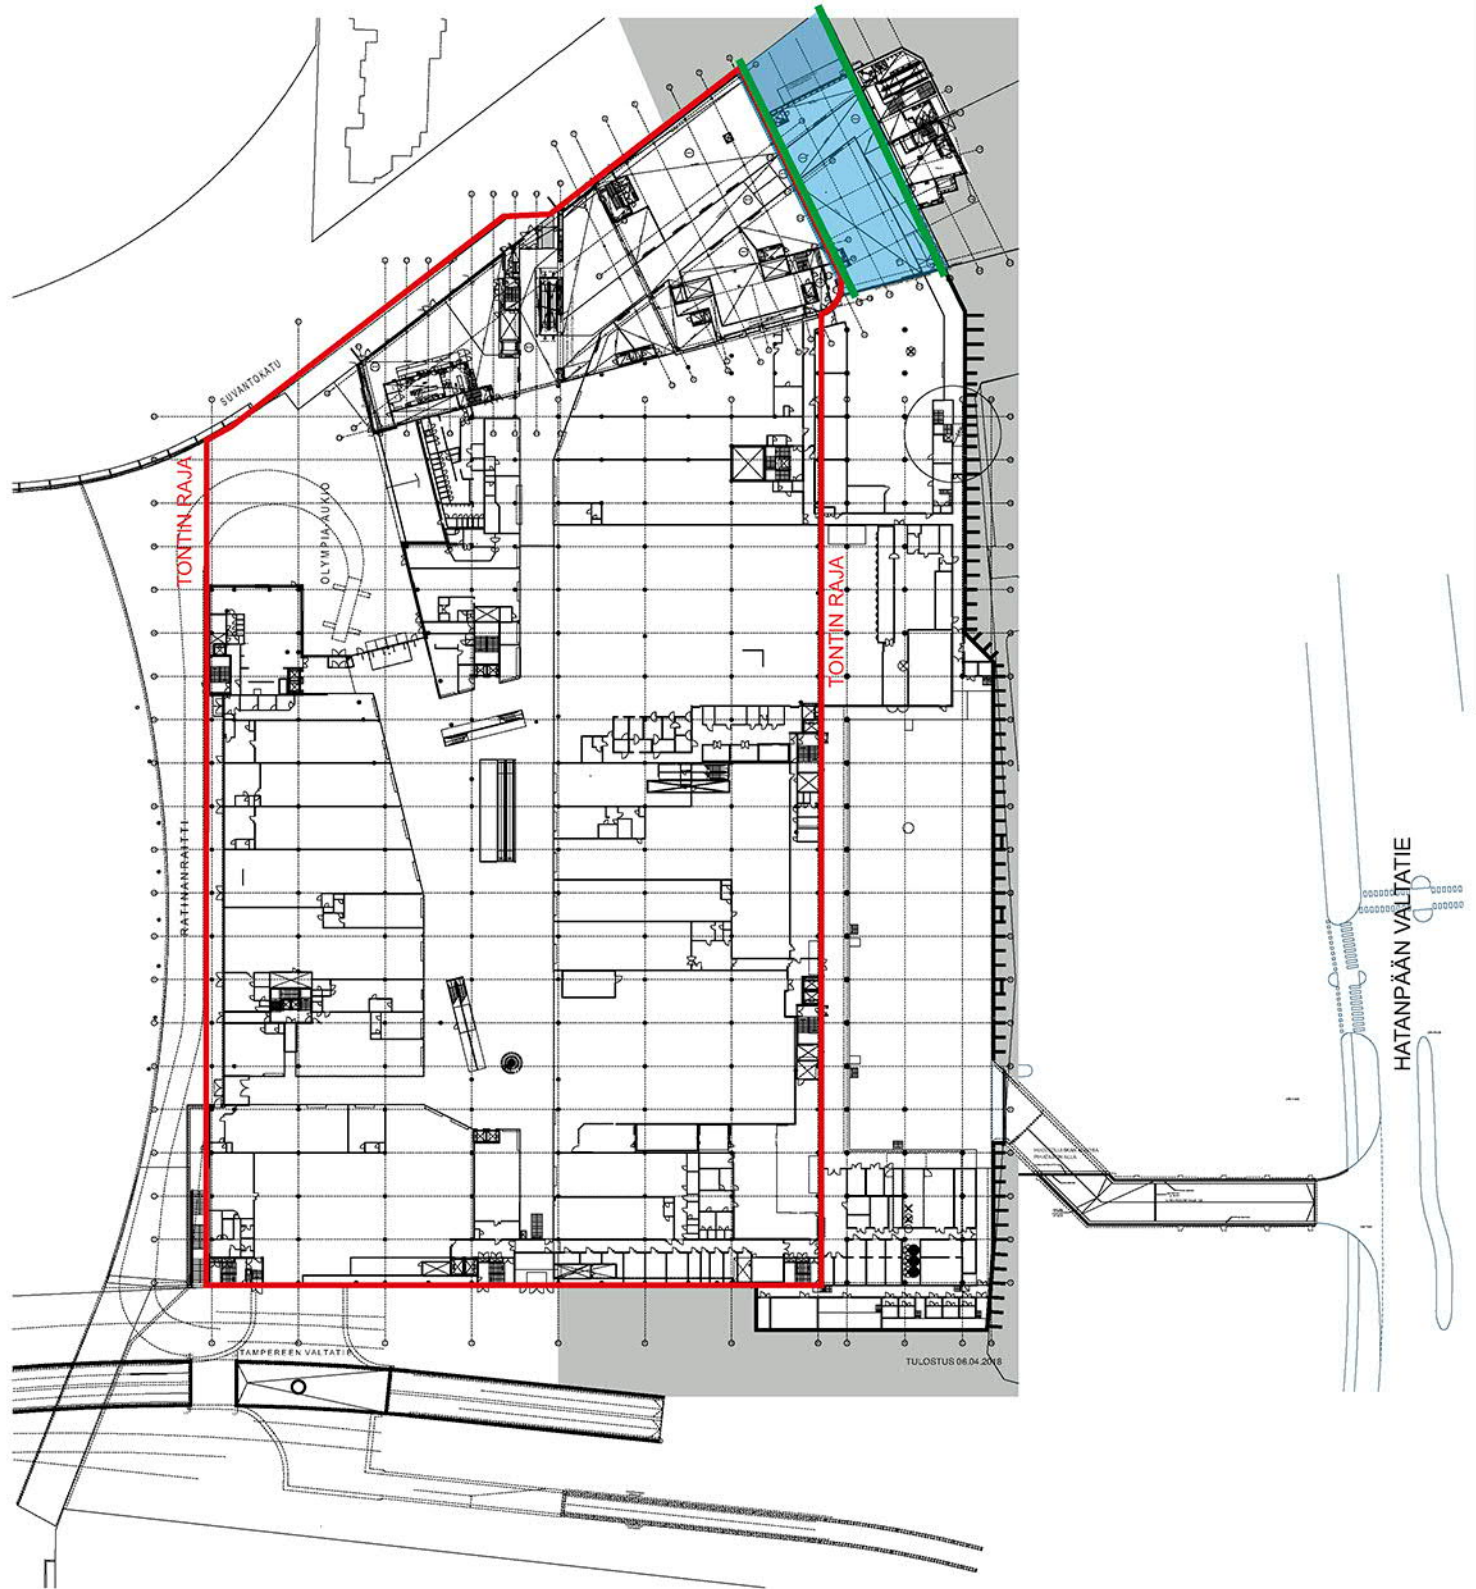 SUVANTOKATU
TONTIN RAJA
OLYMPIA-AUKIO
TONTIN RAJA
RATINANRAITTI
HATANPÄÄN VALTATIE
TAMPEREEN VALTATIE
TULOSTUS 06.04.2018